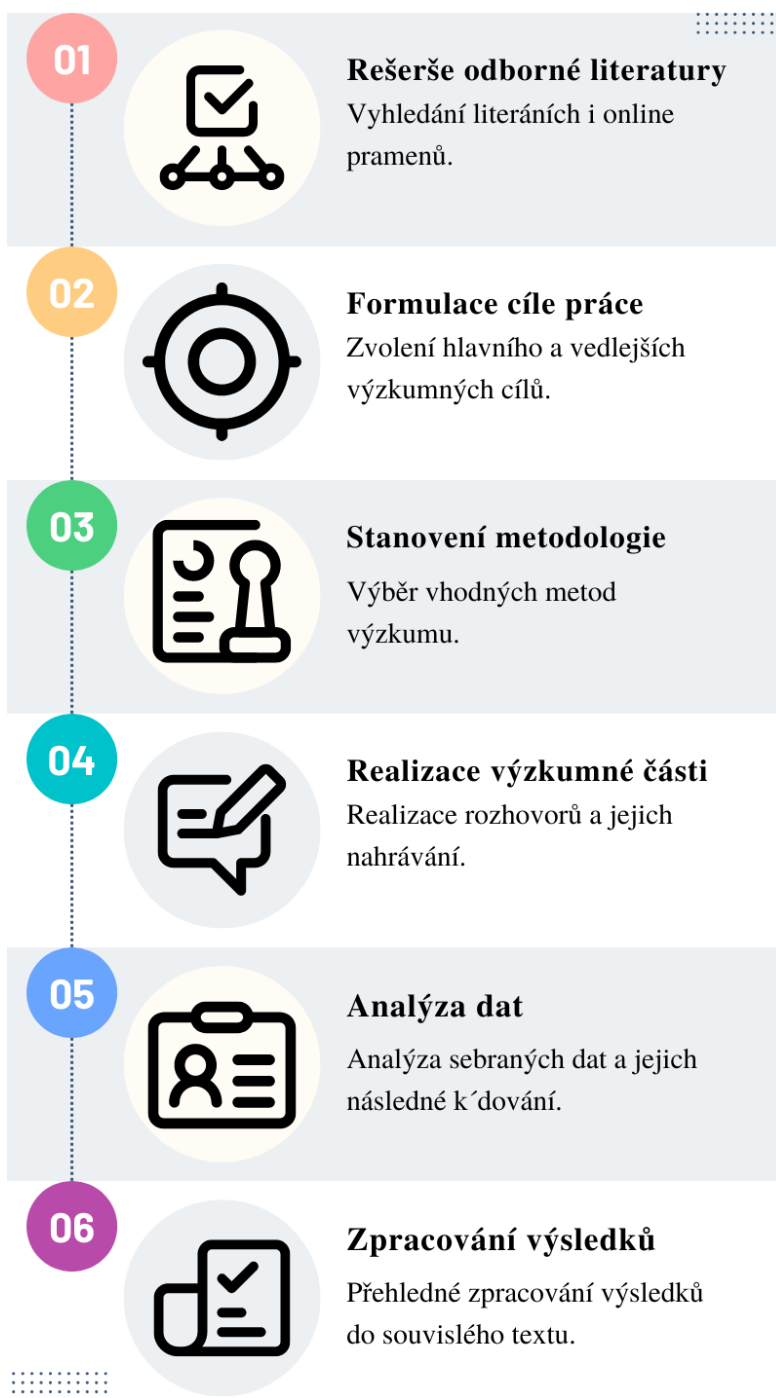 01
Rešerše odborné literatury
Vyhledání literáních i online
pramenů.
02
Formulace cíle práce
Zvolení hlavního a vedlejších
výzkumných cílů.
03
Stanovení metodologie
Výběr vhodných metod
výzkumu.
04
Realizace výzkumné části
Realizace rozhovorů a jejich
nahrávání.
05
Analýza dat
Analýza sebraných dat a jejich
následné k´dování.
06
Zpracování výsledků
Přehledné zpracování výsledků
do souvislého textu.